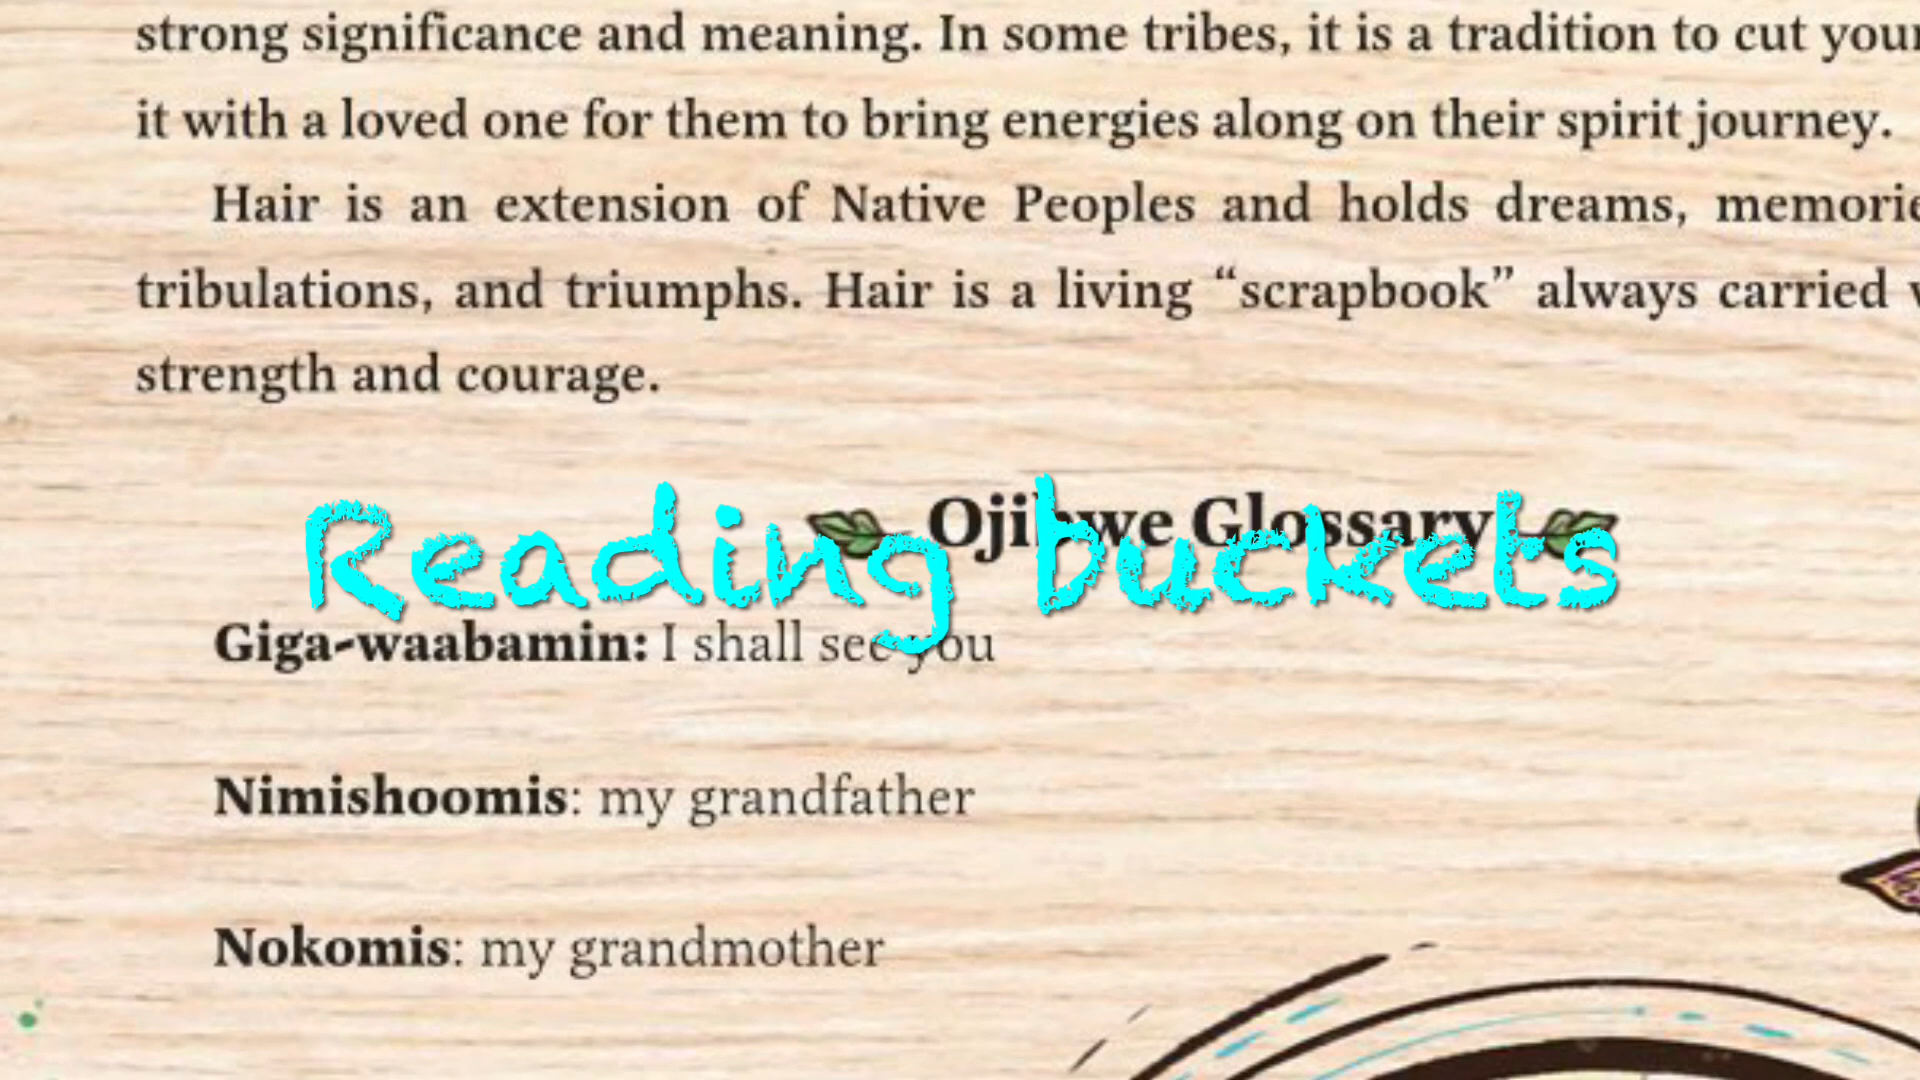 strong significance and meaning. In some tribes, it is a tradition to cut your
it with a loved one for them to bring energies along on their spirit journey.
Hair is an extension of Native Peoples and holds dreams,
tribulations, and triumphs. Hair is a living “scrapbook” always carried
strength and courage.
Ojibwe Glossary
Reading buckets
Giga-waabamin: I shall see you
Nimishoomis: my grandfather
Nokomis: my grandmother